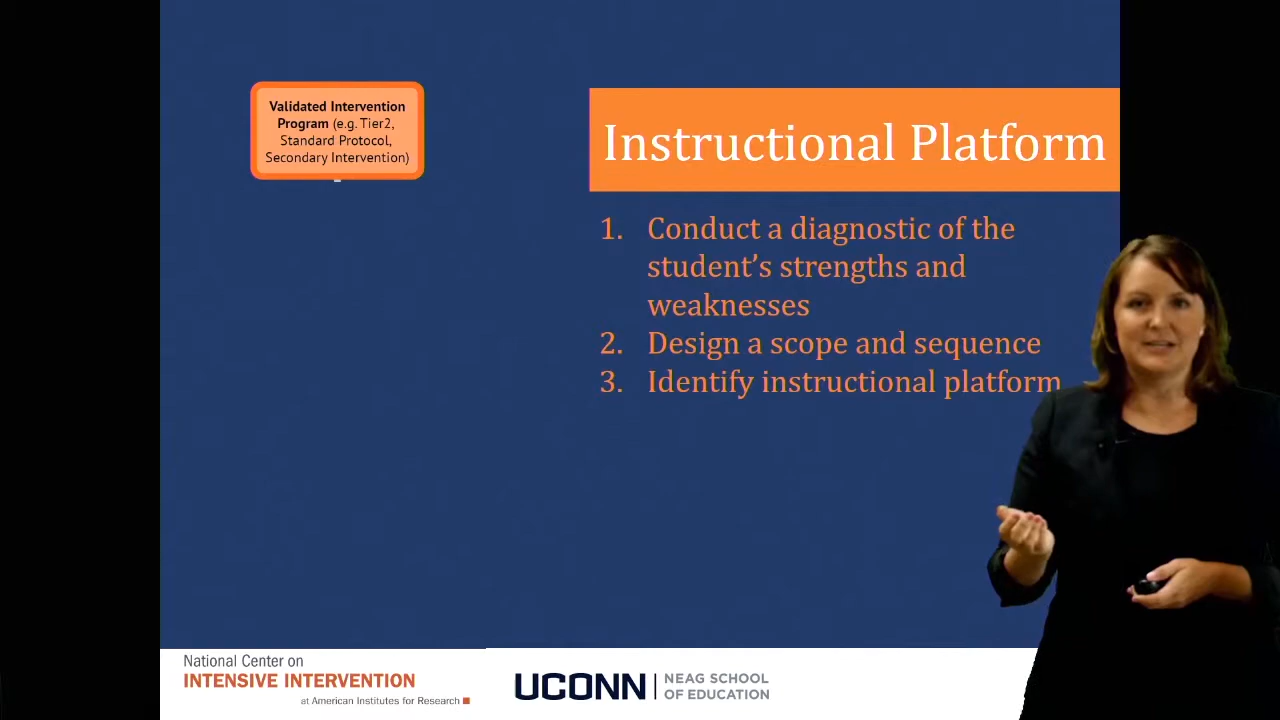 Validated Intervention
Program (e.g. Tier2,
Standard Protocol,
Secondary Intervention)
Instructional Platform
1. Conduct a diagnostic of the
student’s strengths and
weaknesses
2. Design a scope and sequence
3. Identify instructional platform
National Center on
INTENSIVE INTERVENTION
at American Institutes for Research
UCONN
NEAG SCHOOL
OF EDUCATION